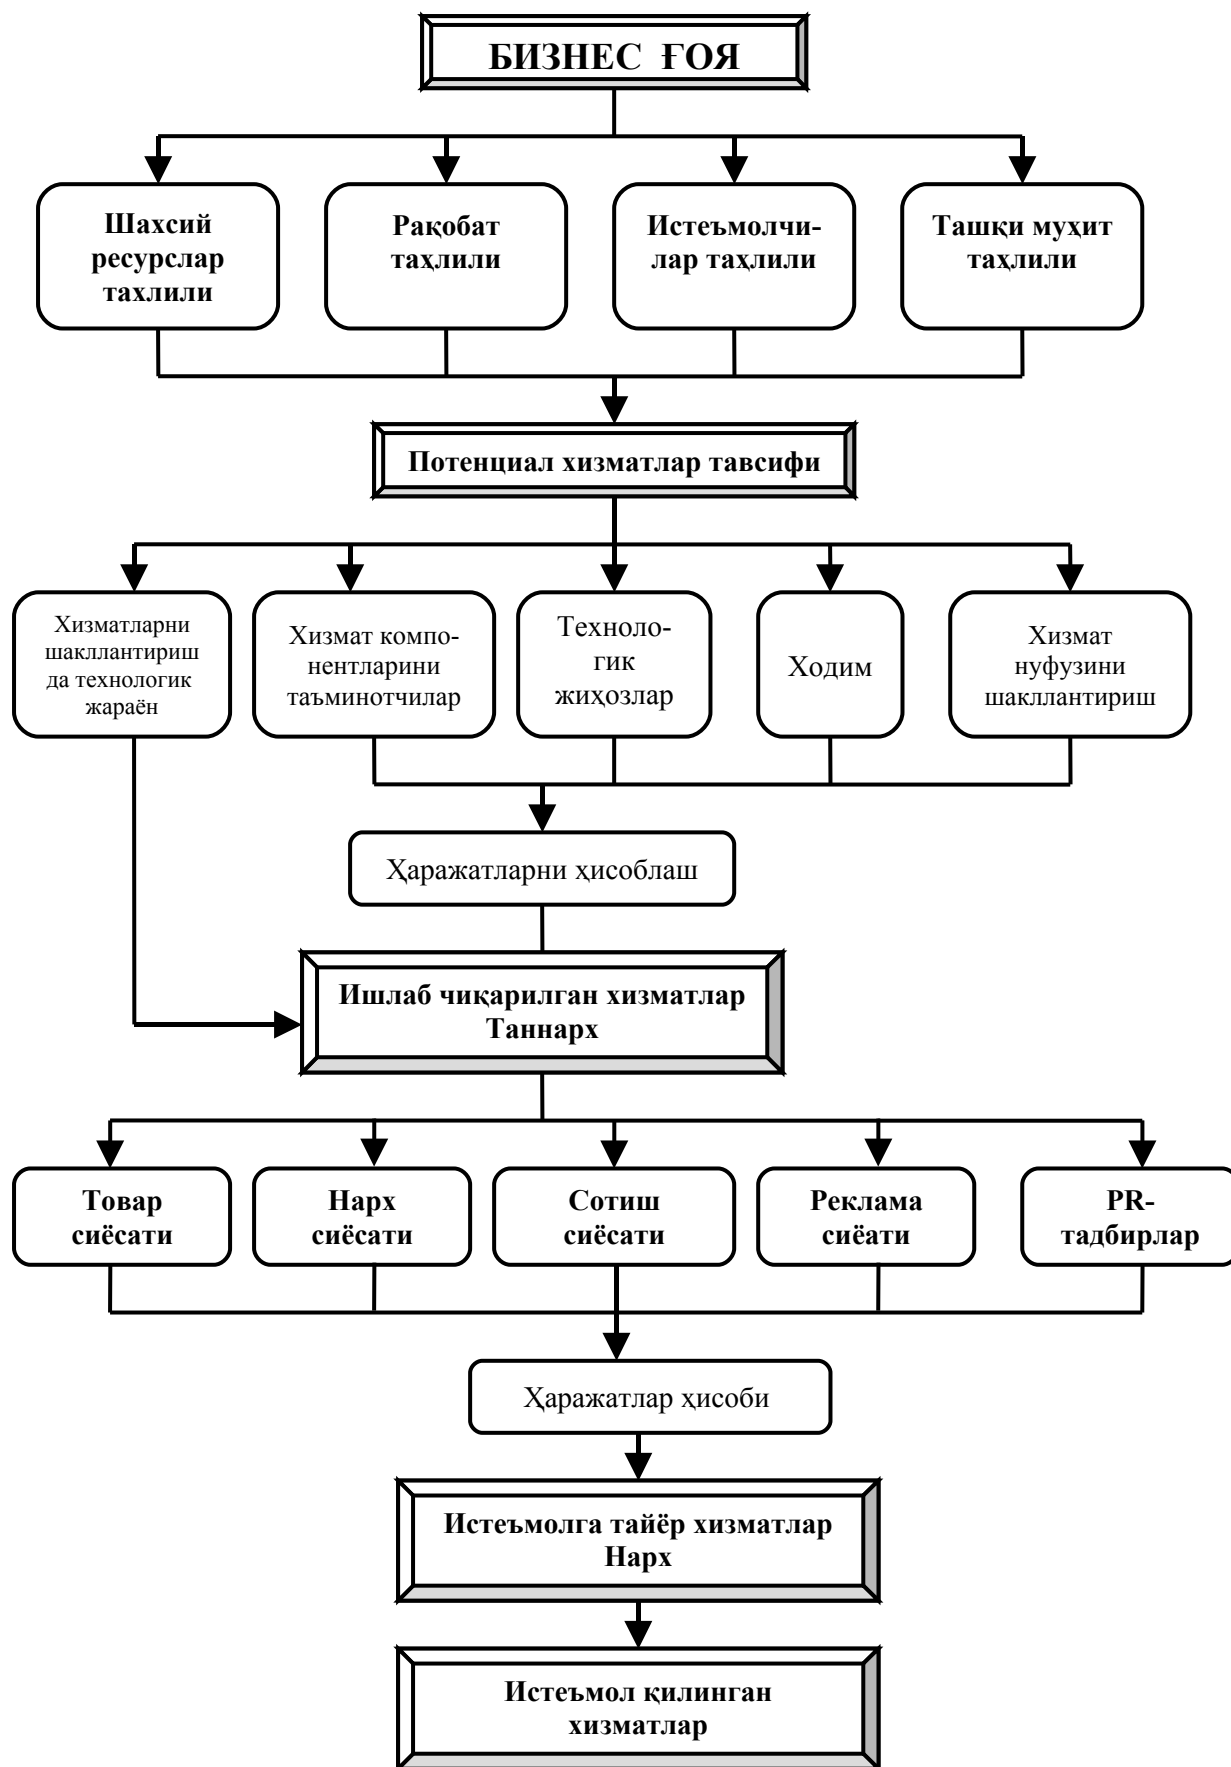 БИЗНЕС ҒОЯ
Шахсий
ресурслар
тахлили
Рақобат
таҳлили
Истеъмолчи-
лар таҳлили
Ташқи муҳит
таҳлили
Потенциал хизматлар тавсифи
Хизматларни
шакллантириш
да технологик
жараён
Хизмат компо-
нентларини
таъминотчилар
Техноло-
гик
жиҳозлар
Ходим
Хизмат
нуфузини
шакллантириш
Ҳаражатларни ҳисоблаш
Ишлаб чиқарилган хизматлар
Таннарх
Товар
сиёсати
Нарх
сиёсати
Сотиш
сиёсати
Реклама
сиёати
PR-
тадбирлар
Ҳаражатлар ҳисоби
Истеъмолга тайёр хизматлар
Нарх
Истеъмол қилинган
хизматлар